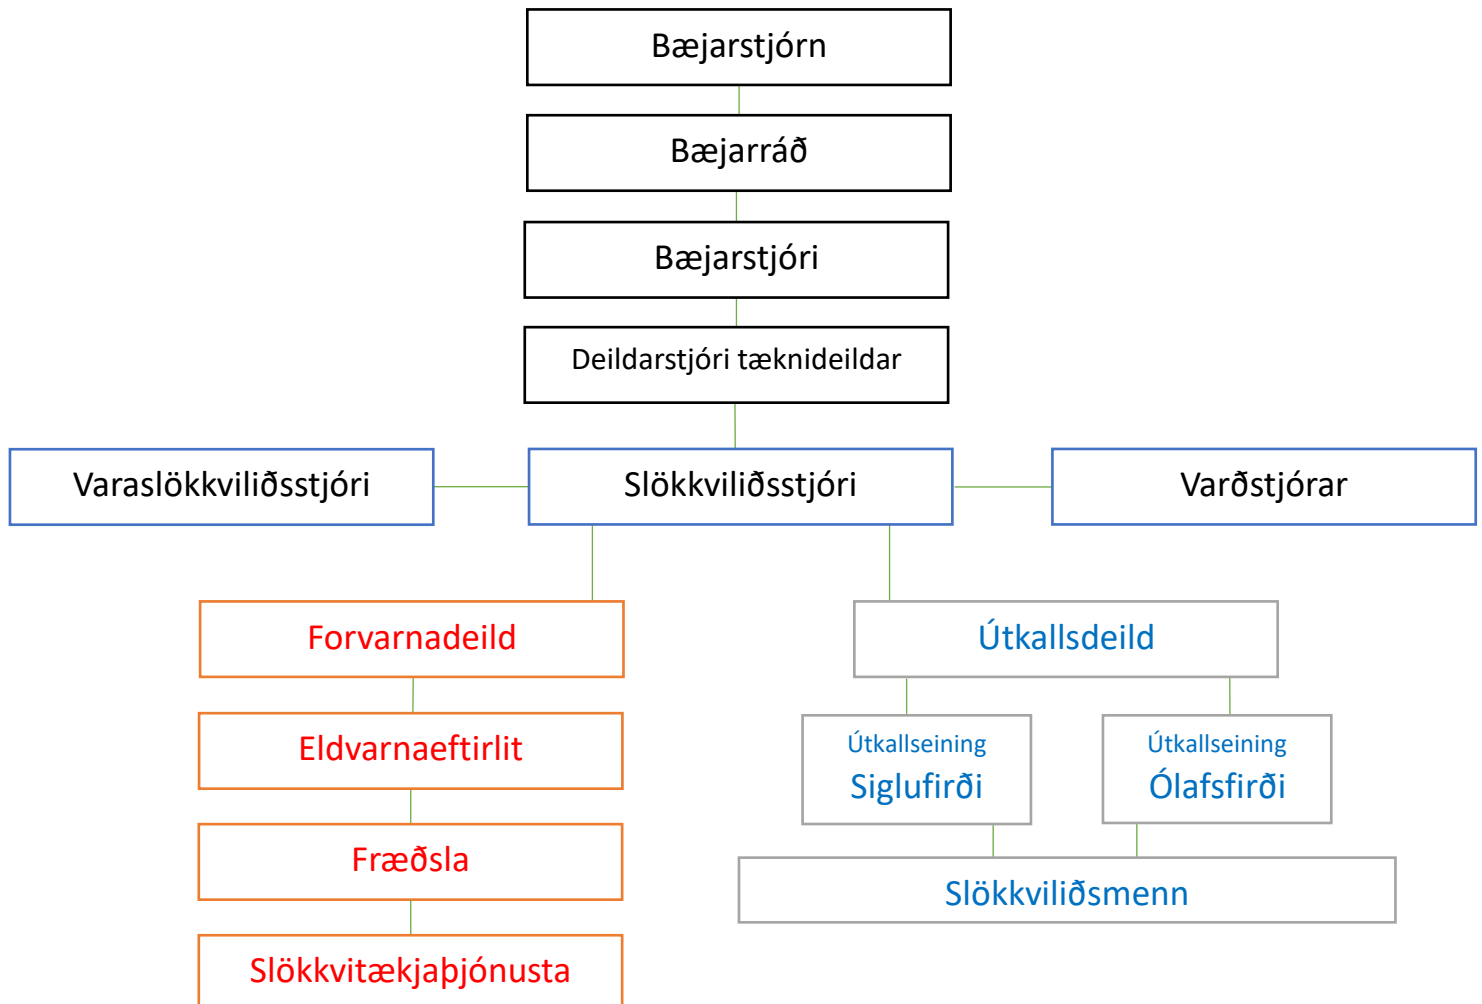 Bæjarstjórn
Bæjarráð
Bæjarstjóri
Deildarstjóri tæknideildar
Varaslökkviliðsstjóri
Slökkviliðsstjóri
Varðstjórar
Forvarnadeild
Útkallsdeild
Eldvarnaeftirlit
Útkallseining
Siglufirði
Útkallseining
Ólafsfirði
Fræðsla
Slökkviliðsmenn
Slökkvitækjaþjónusta